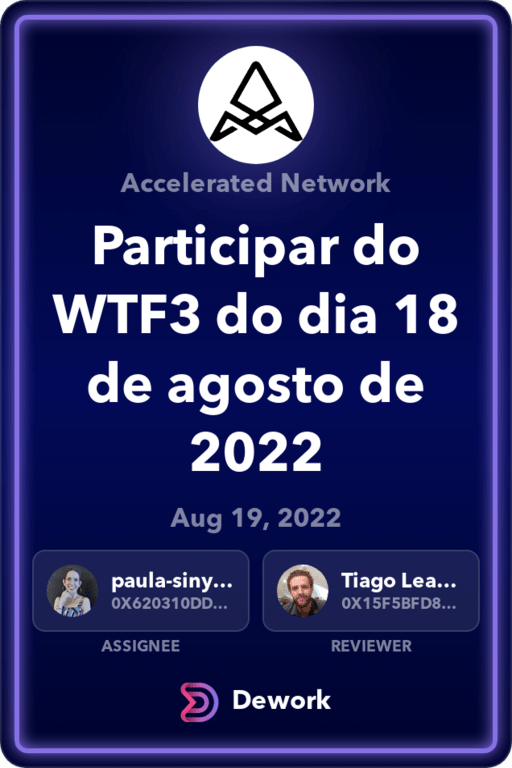 Accelerated Network
Participar do
WTF3 do dia 18
de agosto de
2022
Aug 19, 2022
paula-siny...
0X620310DD...
ASSIGNEE
Tiago Lea...
0X15F5BFD8...
REVIEWER
Dework